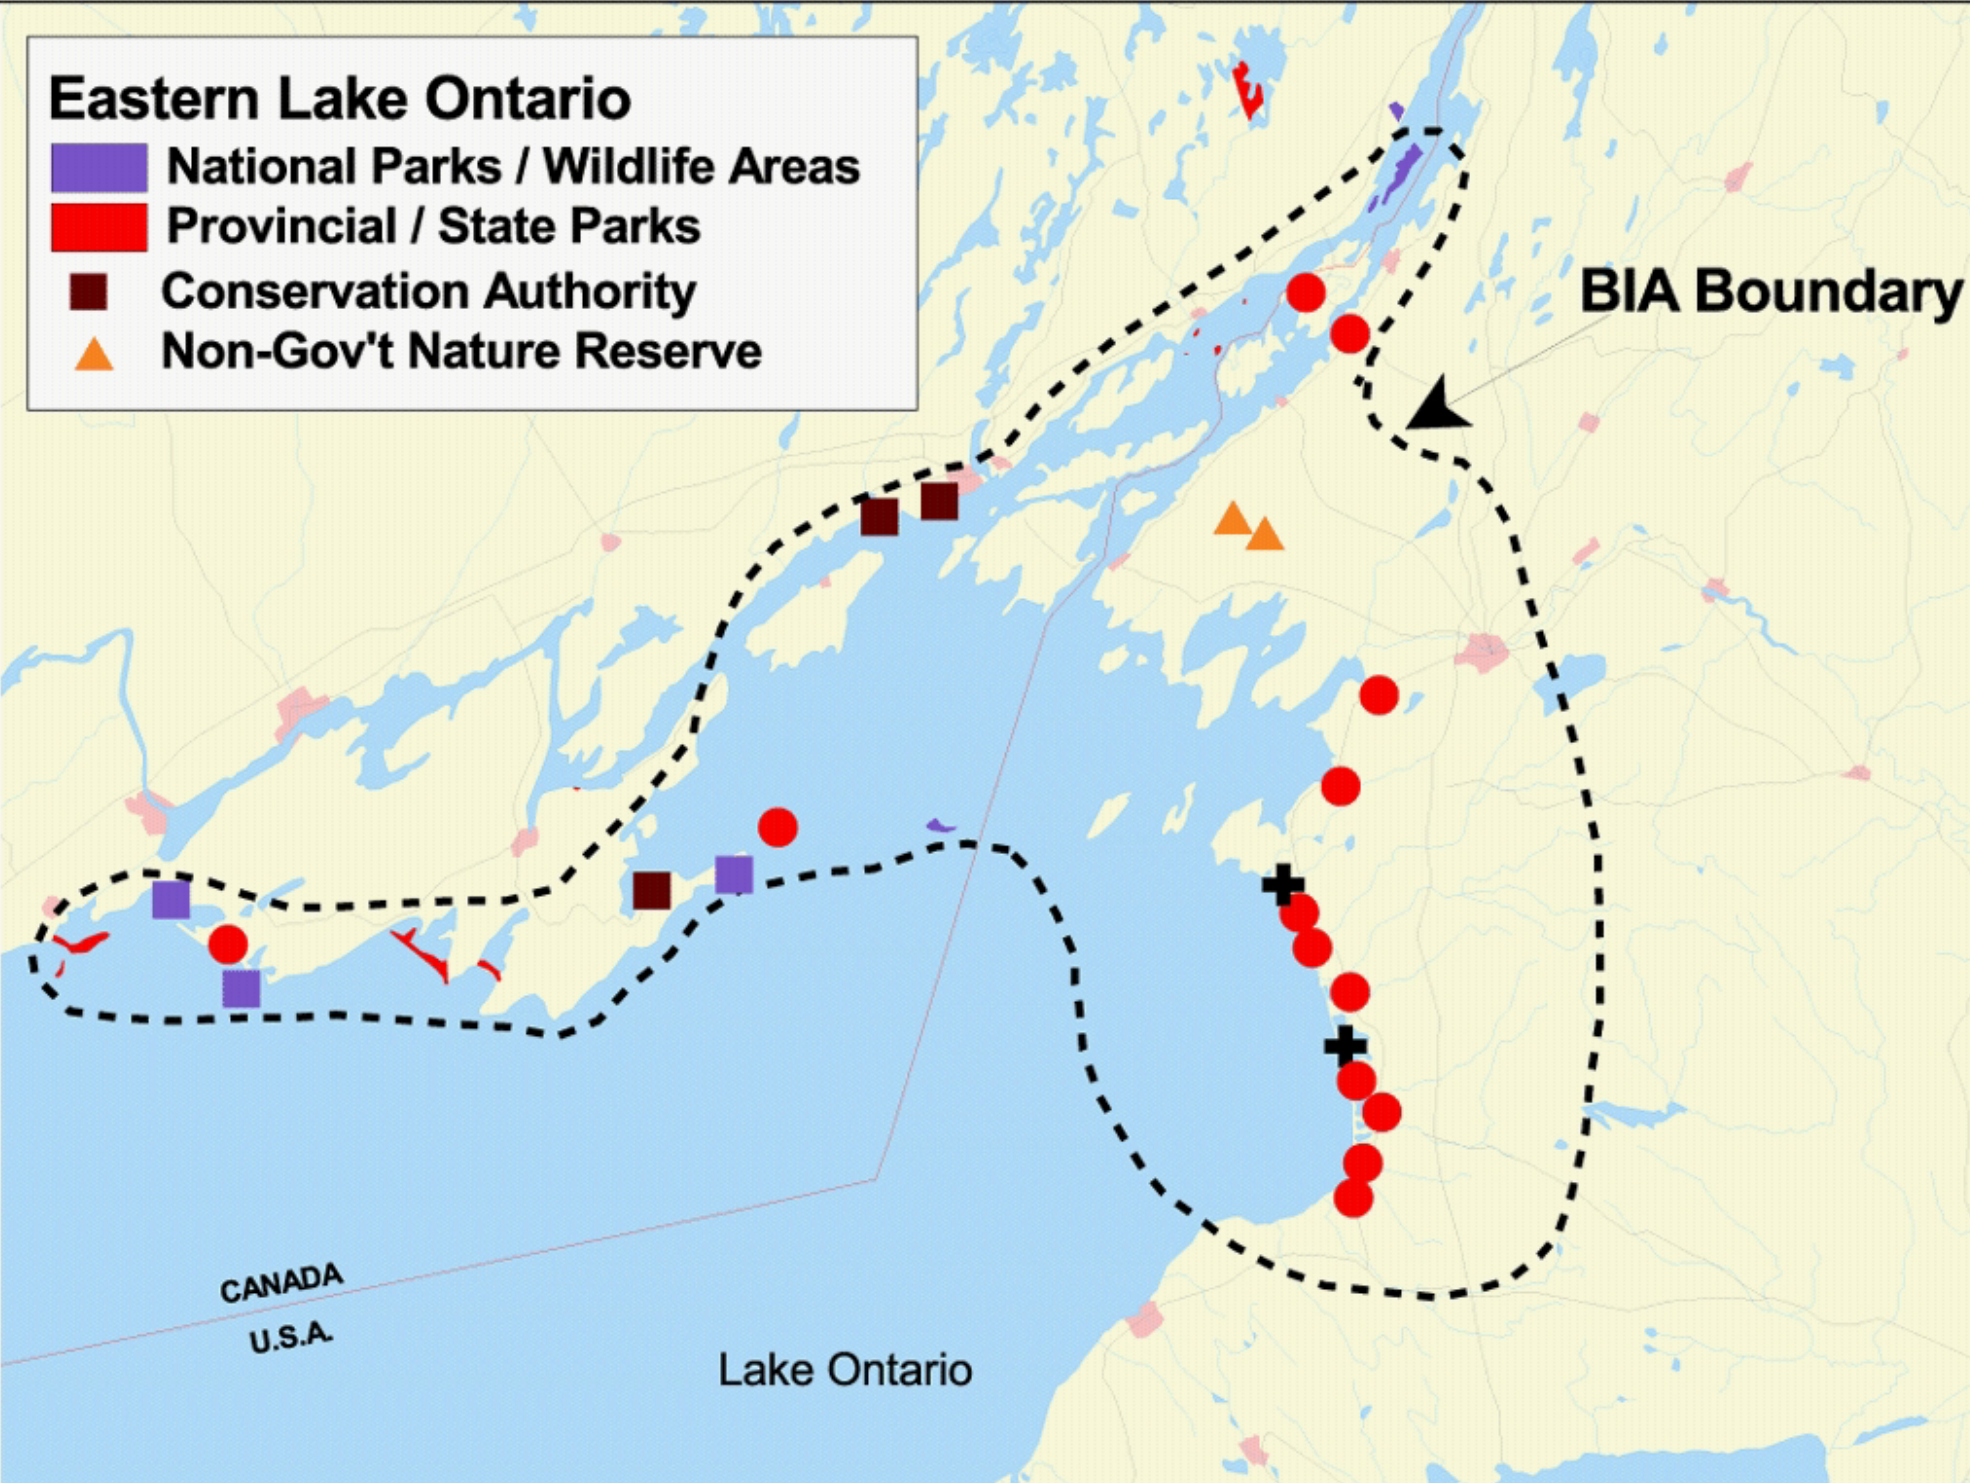 Eastern Lake Ontario
National Parks / Wildlife Areas
Provincial / State Parks
Conservation Authority
Non-Gov't Nature Reserve
BIA Boundary
CANADA
U.S.A.
Lake Ontario